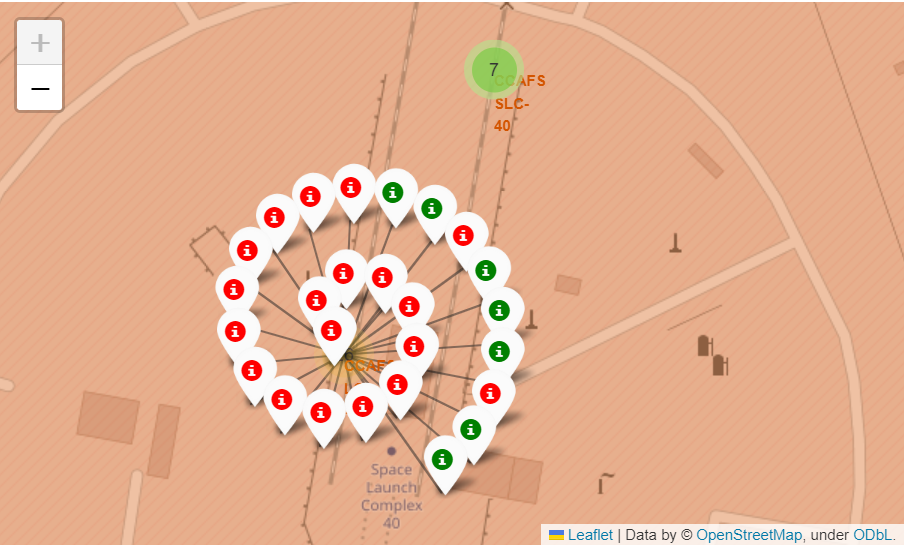 +
−
7
CCAFS
SLC-
40
Space
Launch
Complex
40
Leaflet | Data by © OpenStreetMap, under ODbL.